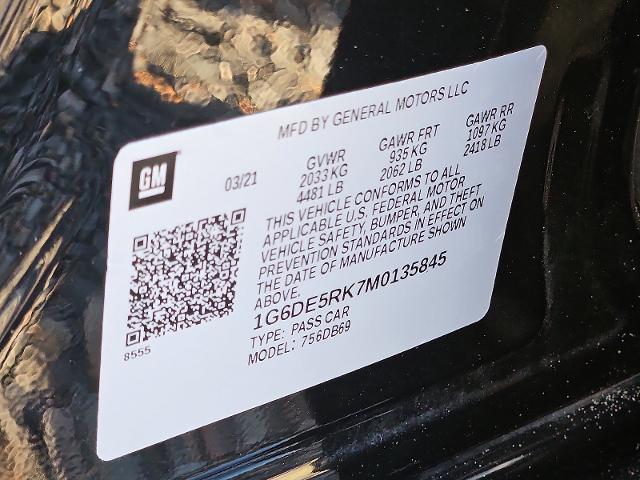 MFD BY GENERAL MOTORS LLC
GM
03/21
GVWR
2033 KG
4481 LB
GAWR FRT
935 KG
2062 LB
GAWR RR
1097 KG
2418 LB
THIS VEHICLE CONFORMS TO ALL
APPLICABLE U.S. FEDERAL MOTOR
VEHICLE SAFETY, BUMPER, AND THEFT
PREVENTION STANDARDS IN EFFECT ON
THE DATE OF MANUFACTURE SHOWN
ABOVE.
1G6DE5RK7M0135845
TYPE: PASS CAR
MODEL: 756DB69
8555